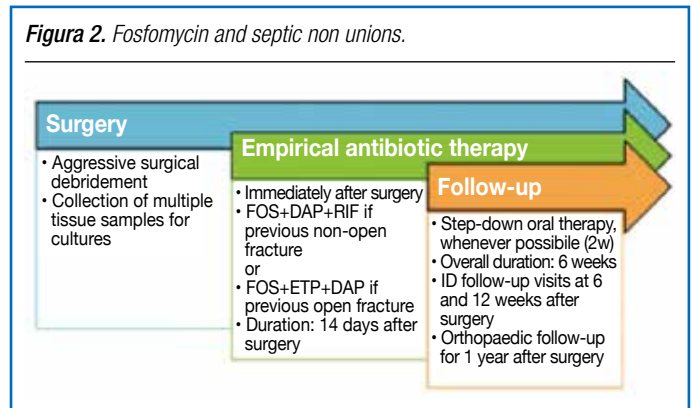 Figura 2. Fosfomycin and septic non unions.
Surgery
• Aggressive surgical
debridement
• Collection of multiple
tissue samples for
cultures
Empirical antibiotic therapy
• Immediately after surgery
• FOS+DAP+RIF if
previous non-open
fracture
or
• FOS+ETP+DAP if
previous open fracture
• Duration: 14 days after
surgery
Follow-up
• Step-down oral therapy,
whenever possibile (2w)
• Overall duration: 6 weeks
• ID follow-up visits at 6
and 12 weeks after
surgery
• Orthopaedic follow-up
for 1 year after surgery